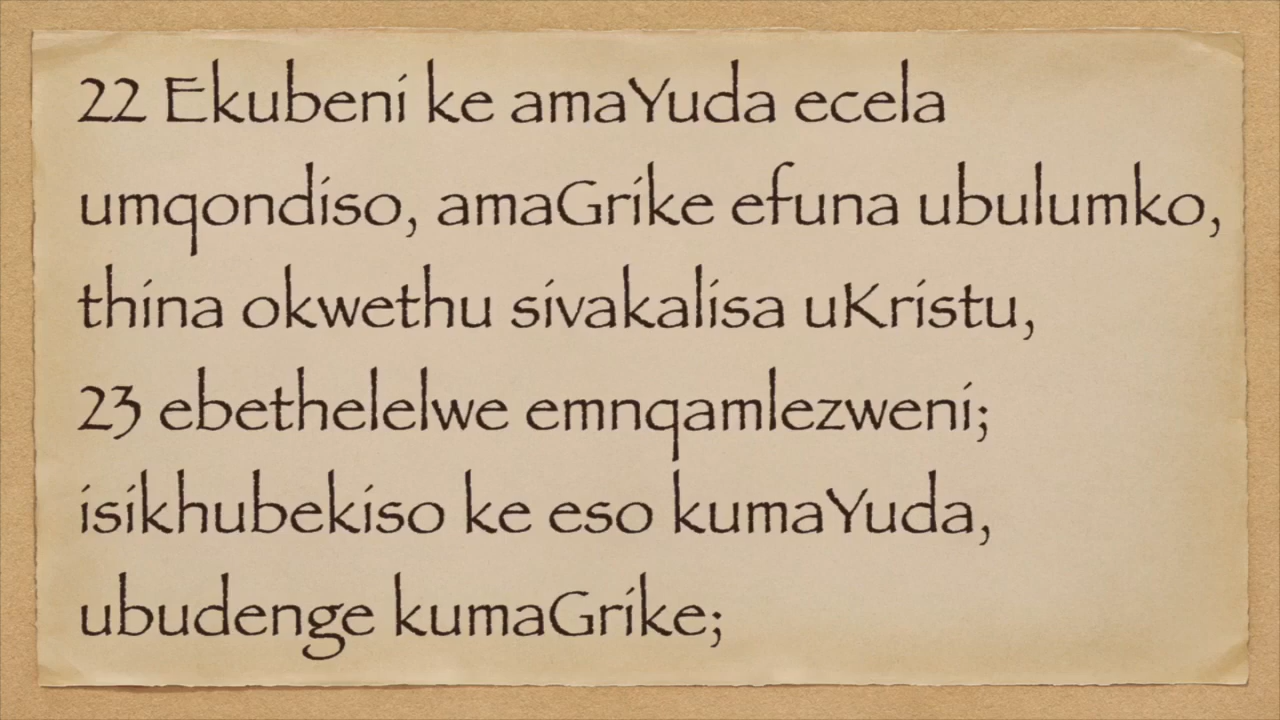 22 Ekubeni ke amaYuda ecela
umqondiso, amaGrike efuna ubulumko,
thina okwethu sivakalisa uKristu,
23 ebethelelwe emnqamlezweni;
isikhubekiso ke eso kumaYuda,
ubudenge kumaGrike;